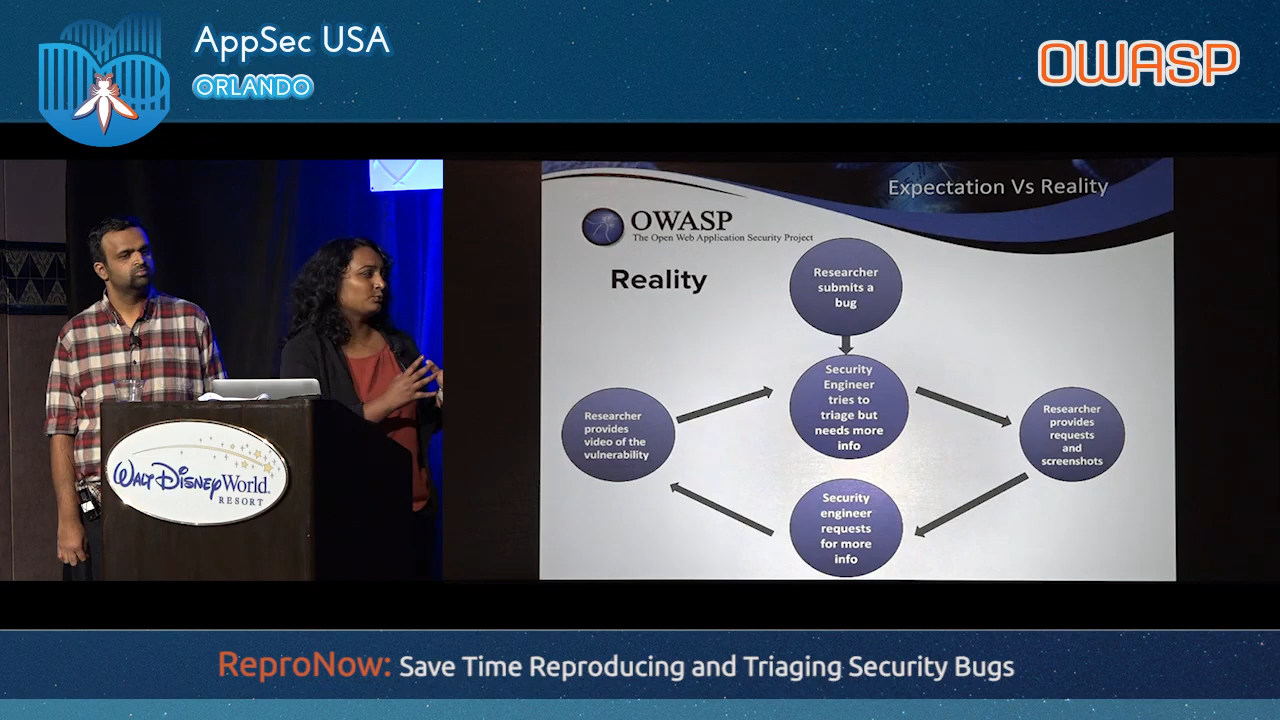 AppSec USA
ORLANDO
OWASP
Expectation Vs Reality
OWASP
The Open Web Application Security Project
Reality
Researcher
submits a
bug
Security
Engineer
tries to
triage but
needs more
info
Researcher
provides
requests
and
screenshots
Security
engineer
requests
for more
info
Researcher
provides
video of the
vulnerability
WALT DISNEY World.
RESORT
ReproNow: Save Time Reproducing and Triaging Security Bugs